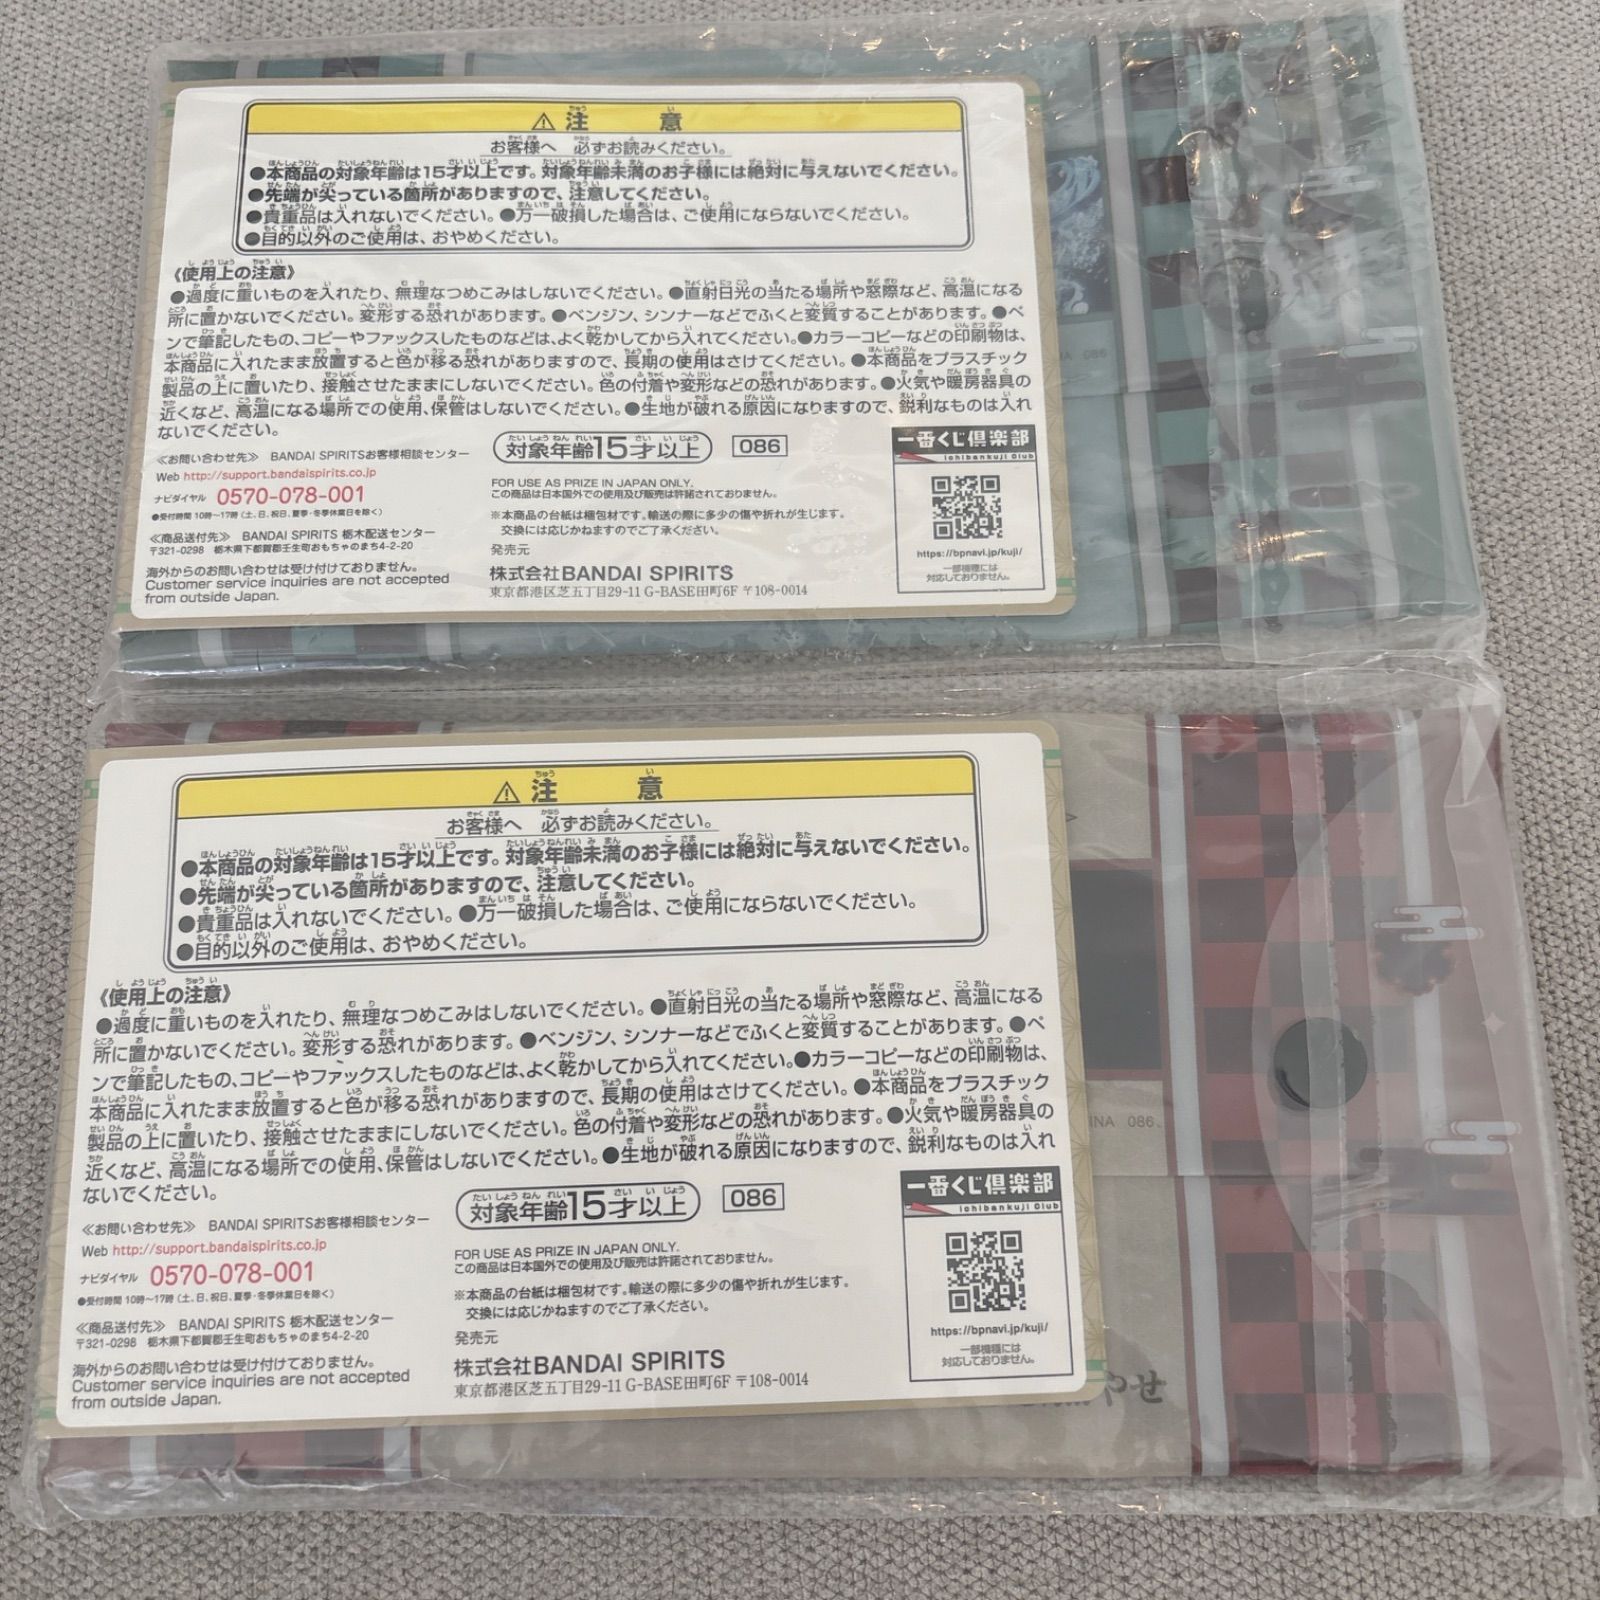 ⚠ 注意
お客様へ 必ずお読みください。
●本商品の対象年齢は15才以上です。対象年齢未満のお子様には絶対に与えないでください。
●先端が尖っている箇所がありますので、注意してください。
●貴重品は入れないでください。●万一破損した場合は、ご使用にならないでください。
●目的以外のご使用は、おやめください。
《使用上の注意》
●過度に重いものを入れたり、無理なつめこみはしないでください。●直射日光の当たる場所や窓際など、高温になる
所に置かないでください。変形する恐れがあります。●ベンジン、シンナーなどでふくと変質することがあります。●ペ
ンで筆記したもの、コピーやファックスしたものなどは、よく乾かしてから入れてください。●カラーコピーなどの印刷物は、
本商品に入れたまま放置すると色が移る恐れがありますので、長期の使用はさけてください。●本商品をプラスチック
製品の上に置いたり、接触させたままにしないでください。色の付着や変形などの恐れがあります。●火気や暖房器具の
近くなど、高温になる場所での使用、保管はしないでください。●生地が破れる原因になりますので、鋭利なものは入れ
ないでください。
≪お問い合わせ先≫ BANDAI SPIRITSお客様相談センター
Web http://support.bandaispirits.co.jp
ナビダイヤル 0570-078-001
●受付時間 10時〜17時(土、日、祝日、夏季・冬季休業日を除く)
≪商品送付先≫ BANDAI SPIRITS 栃木配送センター
〒321-0298 栃木県下都賀郡壬生町おもちゃのまち4-2-20
海外からのお問い合わせは受け付けておりません。
Customer service inquiries are not accepted
from outside Japan.
対象年齢15才以上 086
FOR USE AS PRIZE IN JAPAN ONLY.
この商品は日本国外での使用及び販売は許諾されておりません。
※本商品の台紙は梱包材です。輸送の際に多少の傷や折れが生じます。
交換には応じかねますのでご了承ください。
発売元
株式会社BANDAI SPIRITS
東京都港区芝五丁目29-11 G-BASE田町6F 〒108-0014
一番くじ倶楽部
Ichibankuji Club
https://bpnavi.jp/kuji/
一部機種には
対応しておりません。
086
⚠ 注意
お客様へ 必ずお読みください。
●本商品の対象年齢は15才以上です。対象年齢未満のお子様には絶対に与えないでください。
●先端が尖っている箇所がありますので、注意してください。
●貴重品は入れないでください。●万一破損した場合は、ご使用にならないでください。
●目的以外のご使用は、おやめください。
《使用上の注意》
●過度に重いものを入れたり、無理なつめこみはしないでください。●直射日光の当たる場所や窓際など、高温になる
所に置かないでください。変形する恐れがあります。●ベンジン、シンナーなどでふくと変質することがあります。●ペ
ンで筆記したもの、コピーやファックスしたものなどは、よく乾かしてから入れてください。●カラーコピーなどの印刷物は、
本商品に入れたまま放置すると色が移る恐れがありますので、長期の使用はさけてください。●本商品をプラスチック
製品の上に置いたり、接触させたままにしないでください。色の付着や変形などの恐れがあります。●火気や暖房器具の
近くなど、高温になる場所での使用、保管はしないでください。●生地が破れる原因になりますので、鋭利なものは入れ
ないでください。
≪お問い合わせ先≫ BANDAI SPIRITSお客様相談センター
Web http://support.bandaispirits.co.jp
ナビダイヤル 0570-078-001
●受付時間 10時〜17時(土、日、祝日、夏季・冬季休業日を除く)
≪商品送付先≫ BANDAI SPIRITS 栃木配送センター
〒321-0298 栃木県下都賀郡壬生町おもちゃのまち4-2-20
海外からのお問い合わせは受け付けておりません。
Customer service inquiries are not accepted
from outside Japan.
対象年齢15才以上 086
FOR USE AS PRIZE IN JAPAN ONLY.
この商品は日本国外での使用及び販売は許諾されておりません。
※本商品の台紙は梱包材です。輸送の際に多少の傷や折れが生じます。
交換には応じかねますのでご了承ください。
発売元
株式会社BANDAI SPIRITS
東京都港区芝五丁目29-11 G-BASE田町6F 〒108-0014
一番くじ倶楽部
Ichibankuji Club
https://bpnavi.jp/kuji/
一部機種には
対応しておりません。
INA 086
やせ